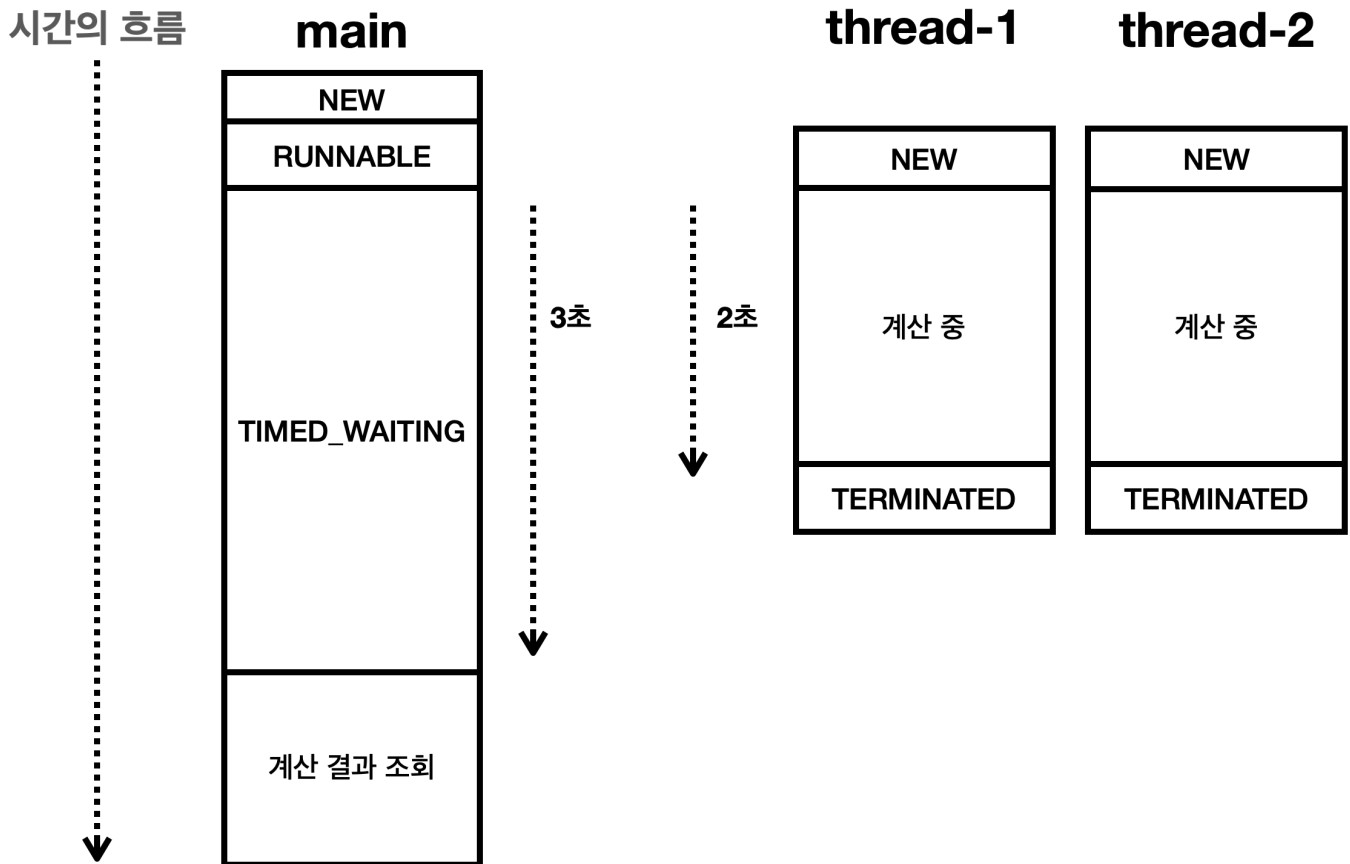 시간의 흐름
main
NEW
RUNNABLE
TIMED_WAITING
계산 결과 조회
3초
2초
thread-1
NEW
계산 중
TERMINATED
thread-2
NEW
계산 중
TERMINATED